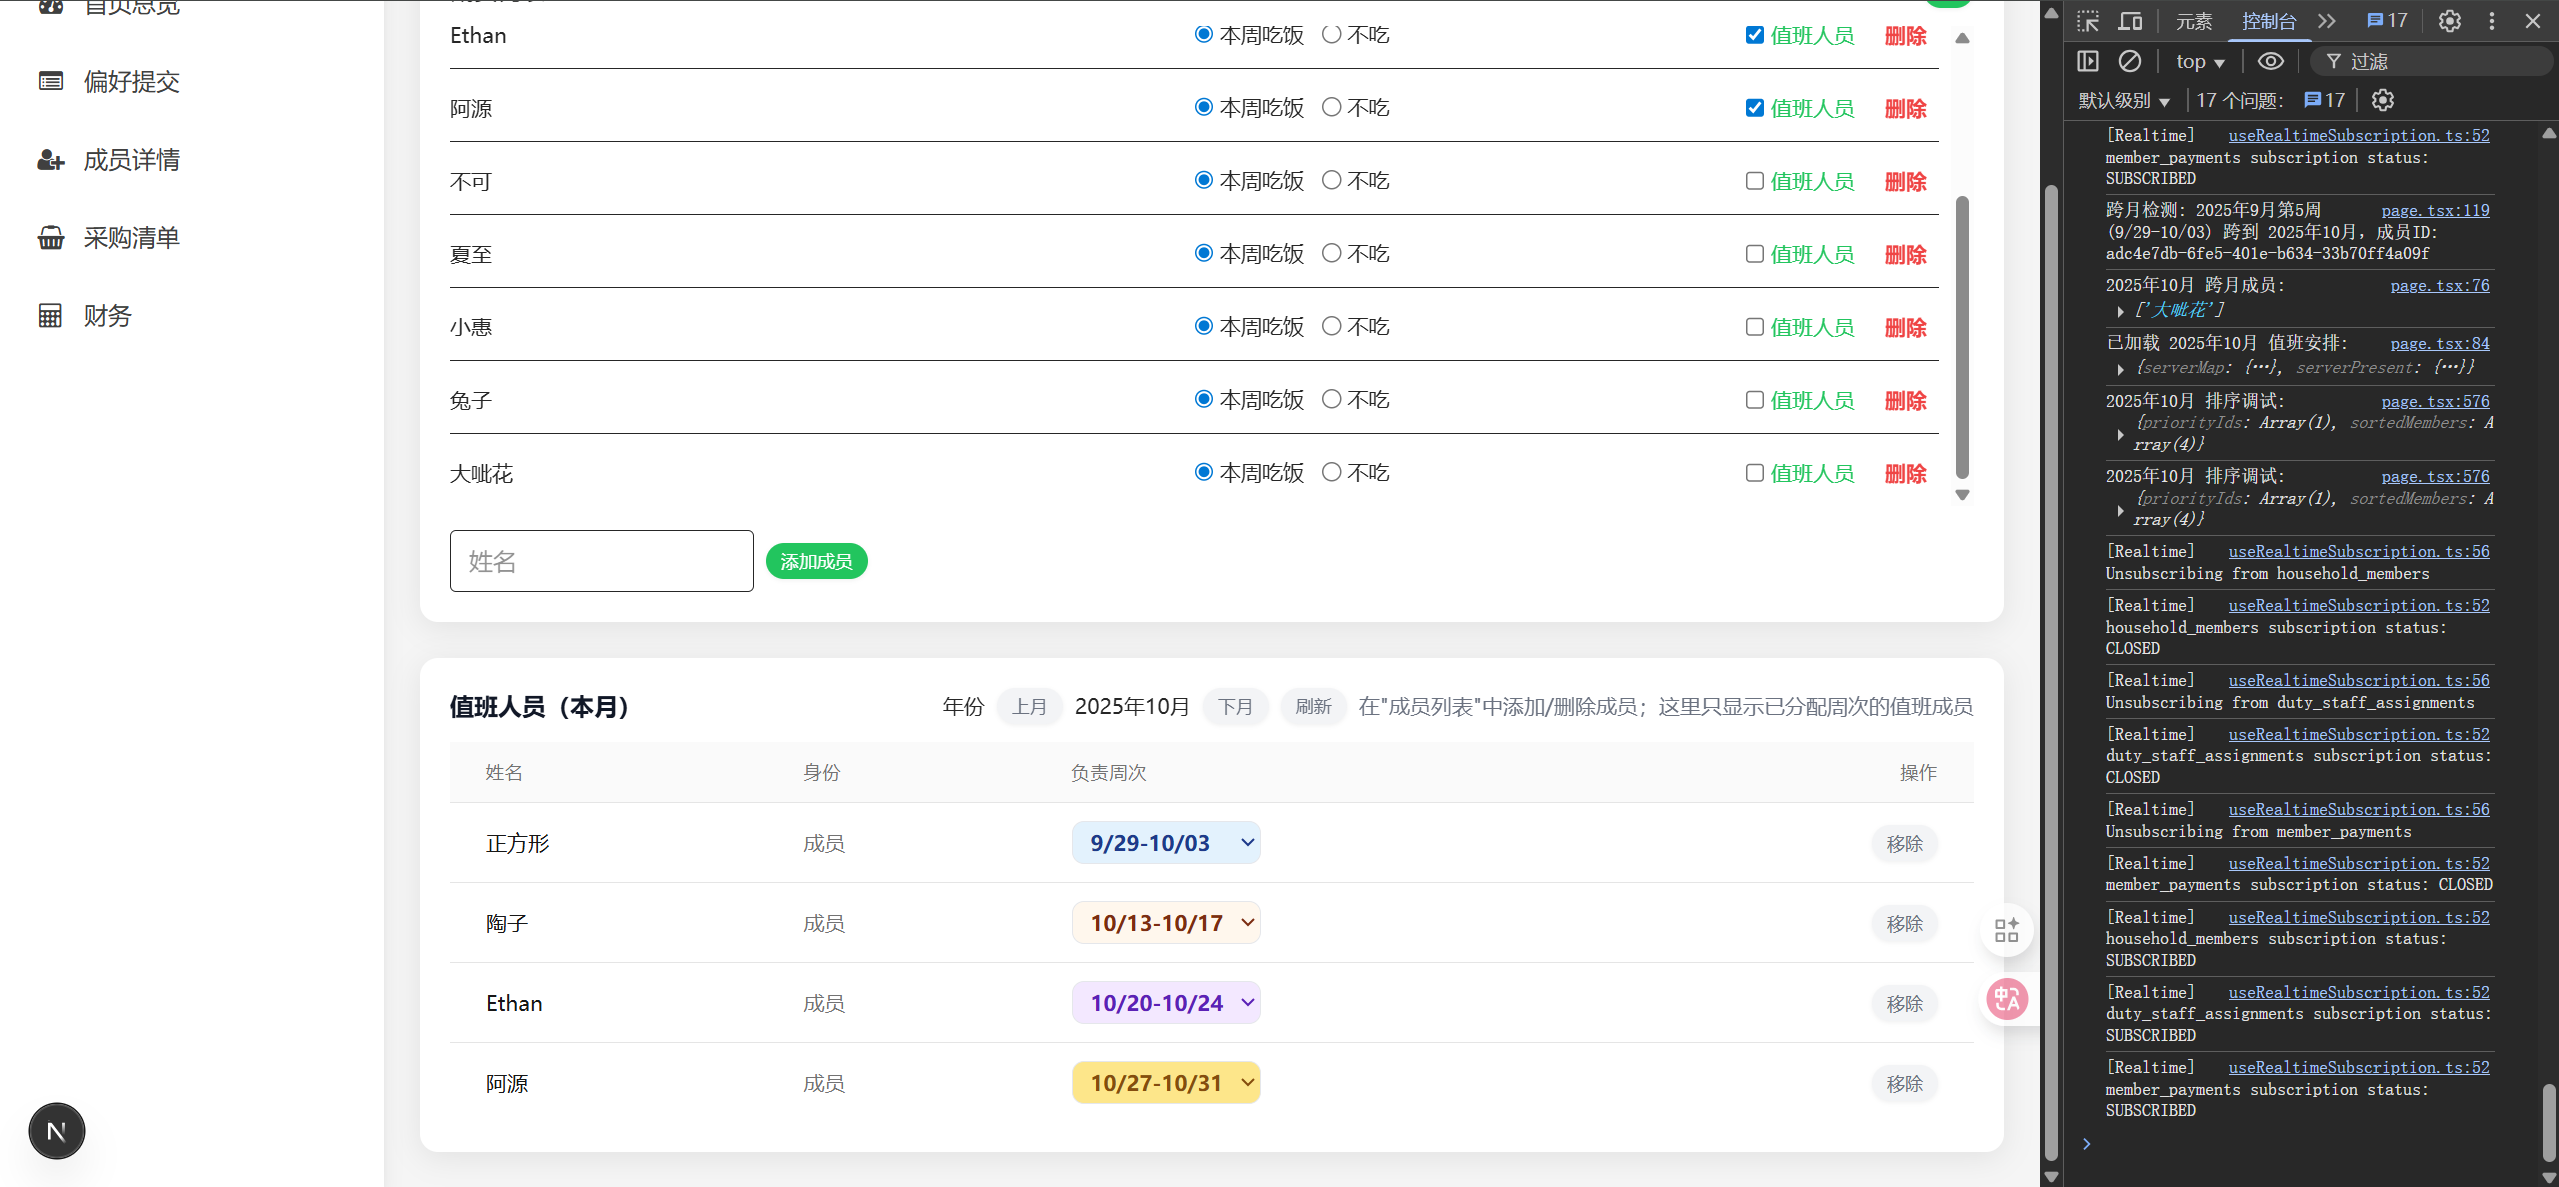 首页总览
偏好提交
成员详情
采购清单
财务
Ethan 本周吃饭 不吃 值班人员 删除
阿源 本周吃饭 不吃 值班人员 删除
不可 本周吃饭 不吃 值班人员 删除
夏至 本周吃饭 不吃 值班人员 删除
小惠 本周吃饭 不吃 值班人员 删除
兔子 本周吃饭 不吃 值班人员 删除
大呲花 本周吃饭 不吃 值班人员 删除
姓名 添加成员
值班人员（本月） 年份 上月 2025年10月 下月 刷新 在"成员列表"中添加/删除成员；这里只显示已分配周次的值班成员
姓名 身份 负责周次 操作
正方形 成员 9/29-10/03 移除
陶子 成员 10/13-10/17 移除
Ethan 成员 10/20-10/24 移除
阿源 成员 10/27-10/31 移除
N
中A
元素 控制台 17
top 过滤
默认级别 17 个问题： 17
[Realtime] useRealtimeSubscription.ts:52
member_payments subscription status:
SUBSCRIBED
跨月检测: 2025年9月第5周 page.tsx:119
(9/29-10/03) 跨到 2025年10月, 成员ID:
adc4e7db-6fe5-401e-b634-33b70ff4a09f
2025年10月 跨月成员: page.tsx:76
['大呲花']
已加载 2025年10月 值班安排: page.tsx:84
{serverMap: {…}, serverPresent: {…}}
2025年10月 排序调试: page.tsx:576
{priorityIds: Array(1), sortedMembers: A
rray(4)}
2025年10月 排序调试: page.tsx:576
{priorityIds: Array(1), sortedMembers: A
rray(4)}
[Realtime] useRealtimeSubscription.ts:56
Unsubscribing from household_members
[Realtime] useRealtimeSubscription.ts:52
household_members subscription status:
CLOSED
[Realtime] useRealtimeSubscription.ts:56
Unsubscribing from duty_staff_assignments
[Realtime] useRealtimeSubscription.ts:52
duty_staff_assignments subscription status:
CLOSED
[Realtime] useRealtimeSubscription.ts:56
Unsubscribing from member_payments
[Realtime] useRealtimeSubscription.ts:52
member_payments subscription status: CLOSED
[Realtime] useRealtimeSubscription.ts:52
household_members subscription status:
SUBSCRIBED
[Realtime] useRealtimeSubscription.ts:52
duty_staff_assignments subscription status:
SUBSCRIBED
[Realtime] useRealtimeSubscription.ts:52
member_payments subscription status:
SUBSCRIBED